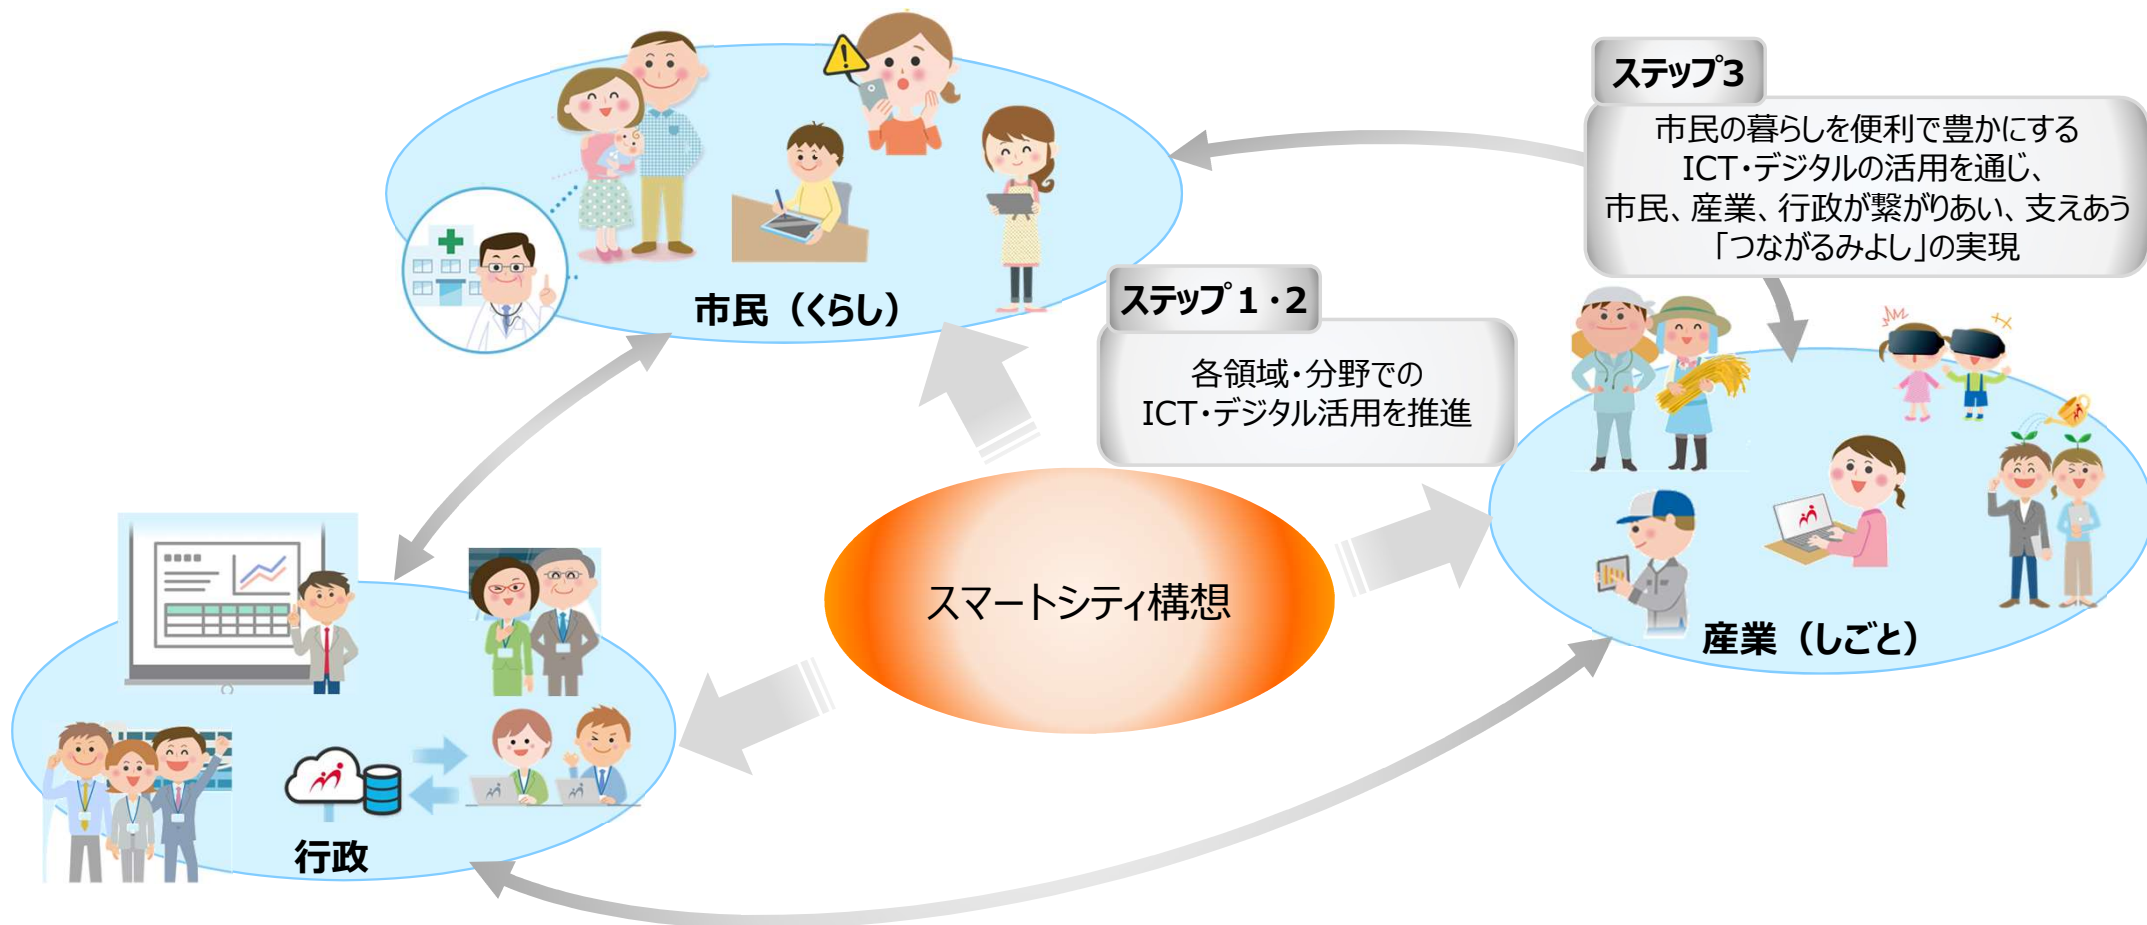 ステップ3
市民の暮らしを便利で豊かにする
ICT・デジタルの活用を通じ、
市民、産業、行政が繋がりあい、支えあう
「つながるみよし」の実現
市民（くらし）
ステップ１・2
各領域・分野での
ICT・デジタル活用を推進
スマートシティ構想
産業（しごと）
行政